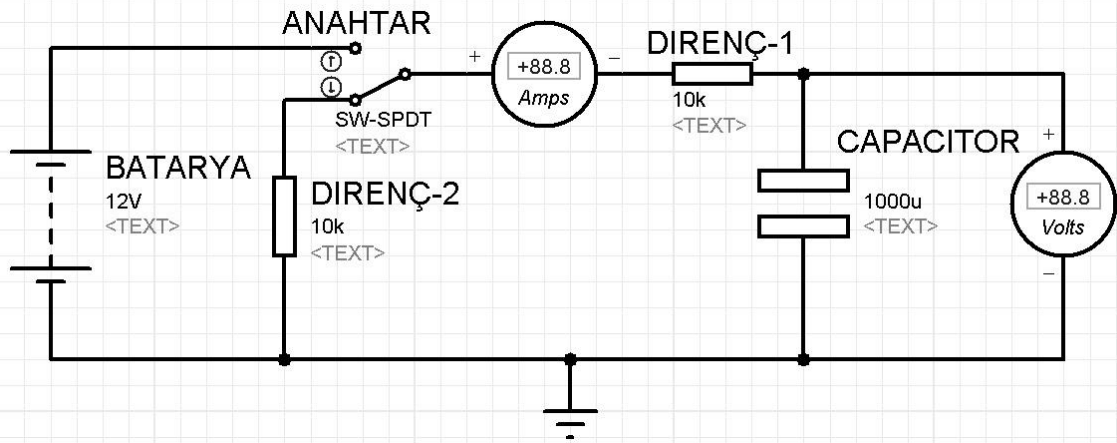 ANAHTAR
SW-SPDT
<TEXT>
+
+88.8
Amps
−
DIRENÇ-1
10k
<TEXT>
BATARYA
12V
<TEXT>
DIRENÇ-2
10k
<TEXT>
CAPACITOR
1000u
<TEXT>
+
+88.8
Volts
−